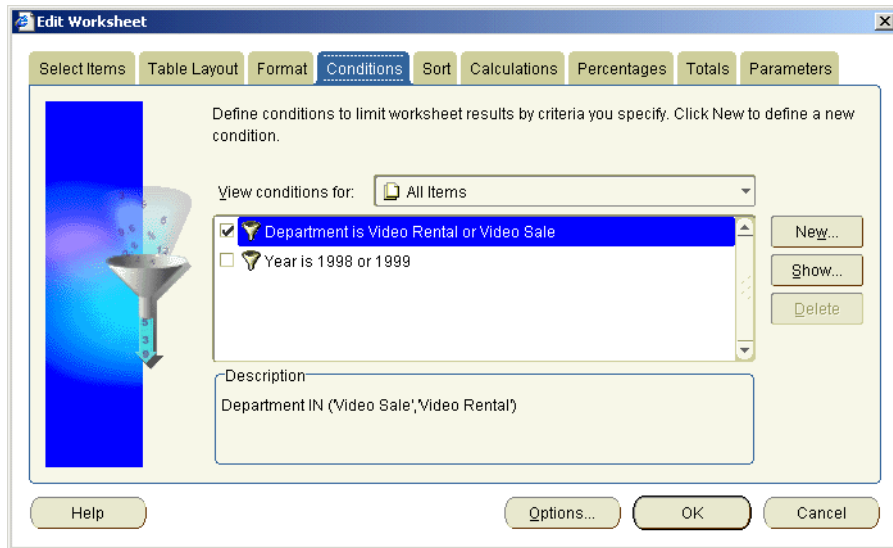 Edit Worksheet
Select Items
Table Layout
Format
Conditions
Sort
Calculations
Percentages
Totals
Parameters
Define conditions to limit worksheet results by criteria you specify. Click New to define a new
condition.
View conditions for:
All Items
Department is Video Rental or Video Sale
Year is 1998 or 1999
New...
Show...
Delete
Description
Department IN ('Video Sale','Video Rental')
Help
Options...
OK
Cancel